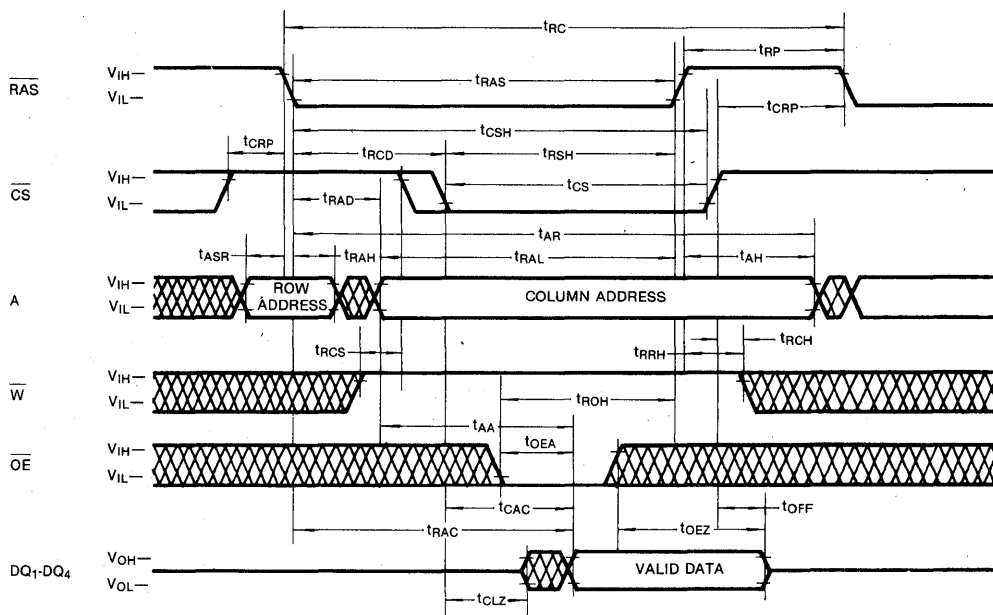 tRC
tRP
RAS
VIH—
VIL—
tRAS
tCRP
tCSH
tCRP
tRCD
tRSH
CS
VIH—
VIL—
tCS
tRAD
tAR
tASR
tRAH
tRAL
tAH
A
VIH—
VIL—
ROW
ADDRESS
COLUMN ADDRESS
tRCS
tRRH
tRCH
W
VIH—
VIL—
tROH
tAA
OE
VIH—
VIL—
tOEA
tCAC
tOFF
tRAC
tOEZ
DQ1-DQ4
VOH—
VOL—
VALID DATA
tCLZ